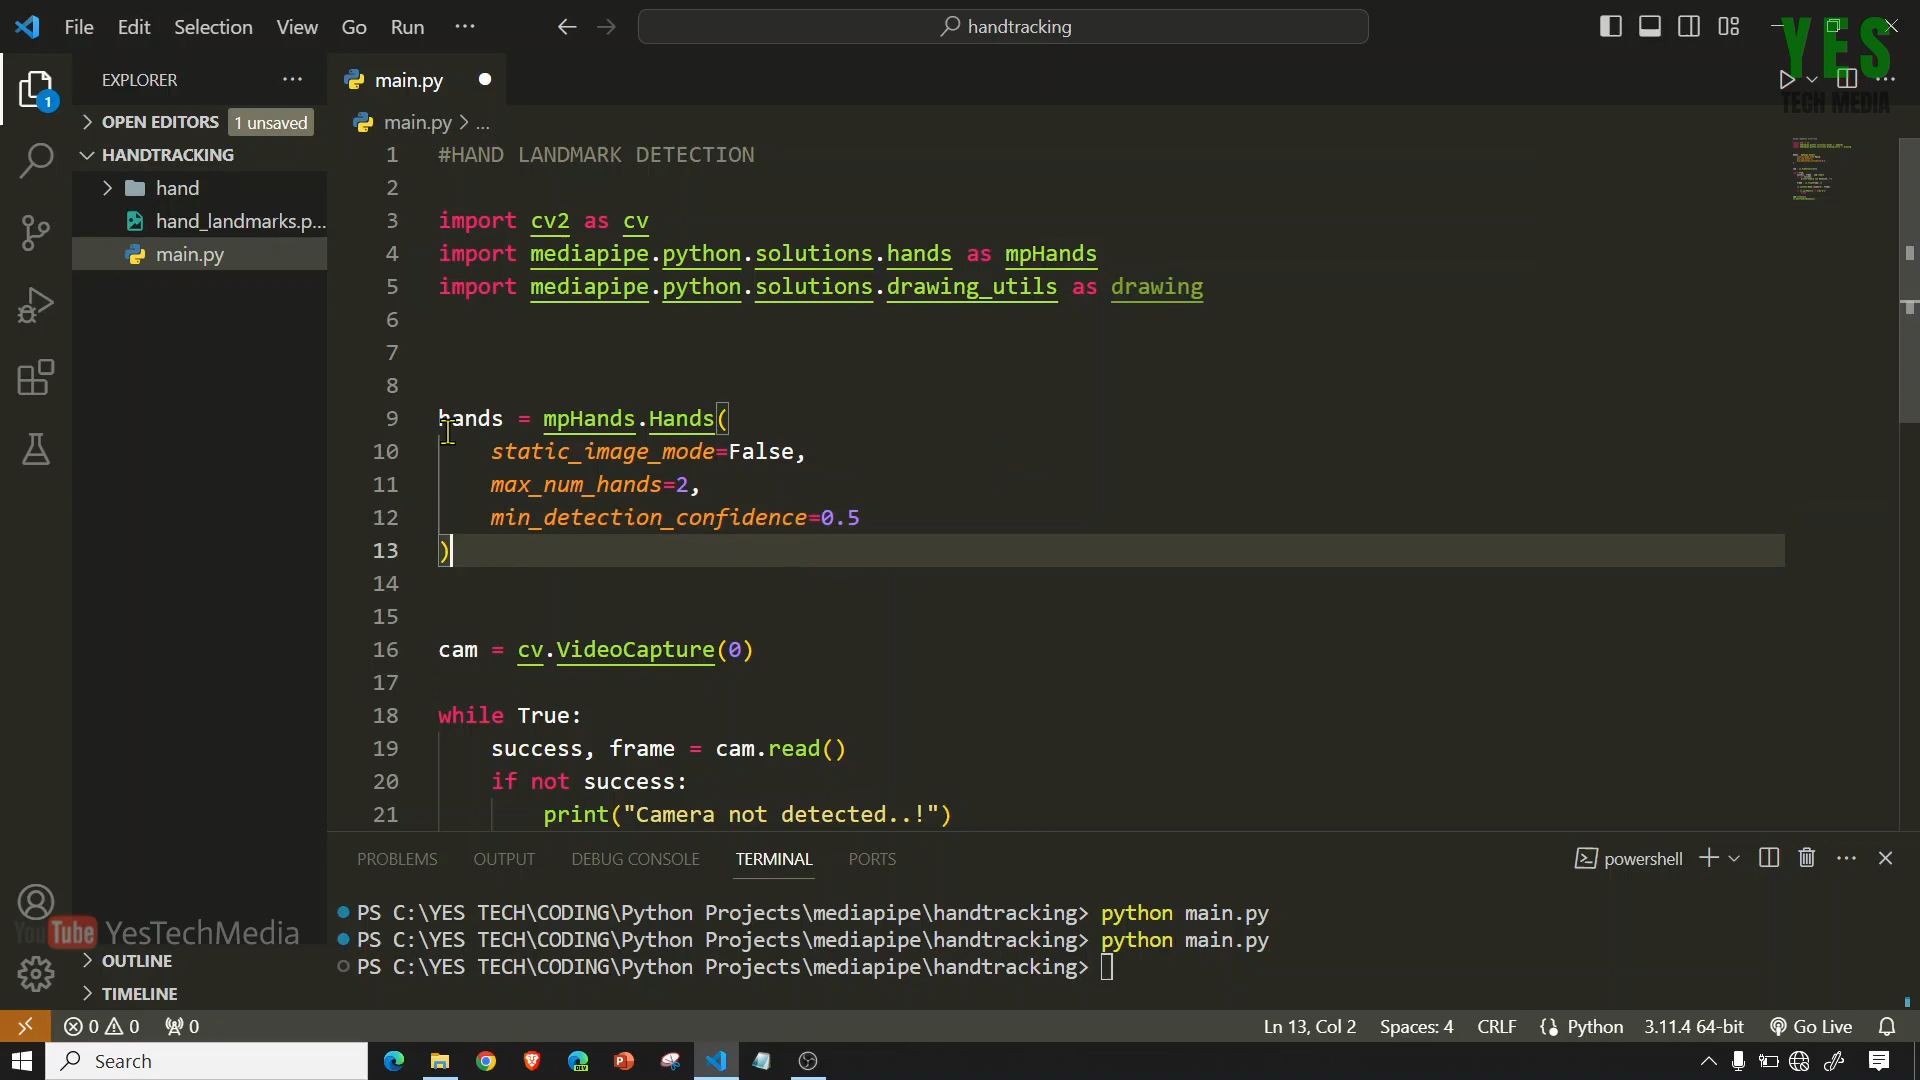 File Edit Selection View Go Run ...
handtracking
YES
TECH MEDIA
EXPLORER ...
main.py
OPEN EDITORS 1 unsaved
HANDTRACKING
hand
hand_landmarks.p...
main.py
main.py > ...
1 #HAND LANDMARK DETECTION
2
3 import cv2 as cv
4 import mediapipe.python.solutions.hands as mpHands
5 import mediapipe.python.solutions.drawing_utils as drawing
6
7
8
9 hands = mpHands.Hands(
10 static_image_mode=False,
11 max_num_hands=2,
12 min_detection_confidence=0.5
13 )
14
15
16 cam = cv.VideoCapture(0)
17
18 while True:
19 success, frame = cam.read()
20 if not success:
21 print("Camera not detected..!")
PROBLEMS OUTPUT DEBUG CONSOLE TERMINAL PORTS
powershell
PS C:\YES TECH\CODING\Python Projects\mediapipe\handtracking> python main.py
PS C:\YES TECH\CODING\Python Projects\mediapipe\handtracking> python main.py
PS C:\YES TECH\CODING\Python Projects\mediapipe\handtracking>
YouTube YesTechMedia
OUTLINE
TIMELINE
0 0 0
Ln 13, Col 2 Spaces: 4 CRLF Python 3.11.4 64-bit Go Live
Search